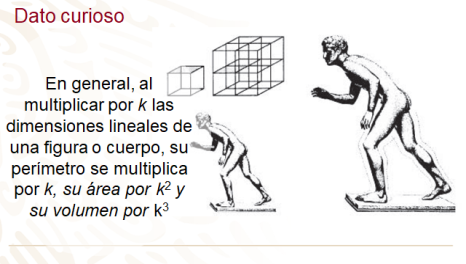 Dato curioso
En general, al
multiplicar por k las
dimensiones lineales de
una figura o cuerpo, su
perímetro se multiplica
por k, su área por k² y
su volumen por k³